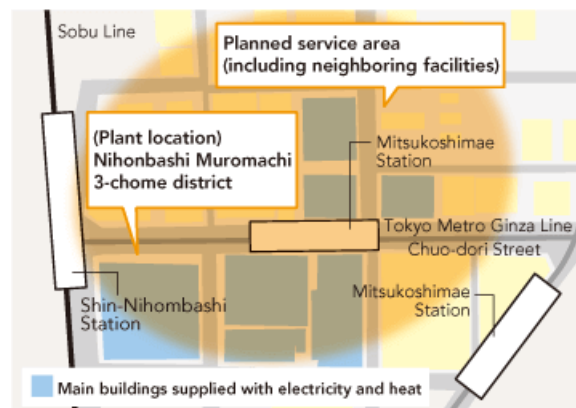 Sobu Line
Planned service area
(including neighboring facilities)
(Plant location)
Nihonbashi Muromachi
3-chome district
Mitsukoshimae
Station
Tokyo Metro Ginza Line
Chuo-dori Street
Shin-Nihombashi
Station
Mitsukoshimae
Station
Main buildings supplied with electricity and heat